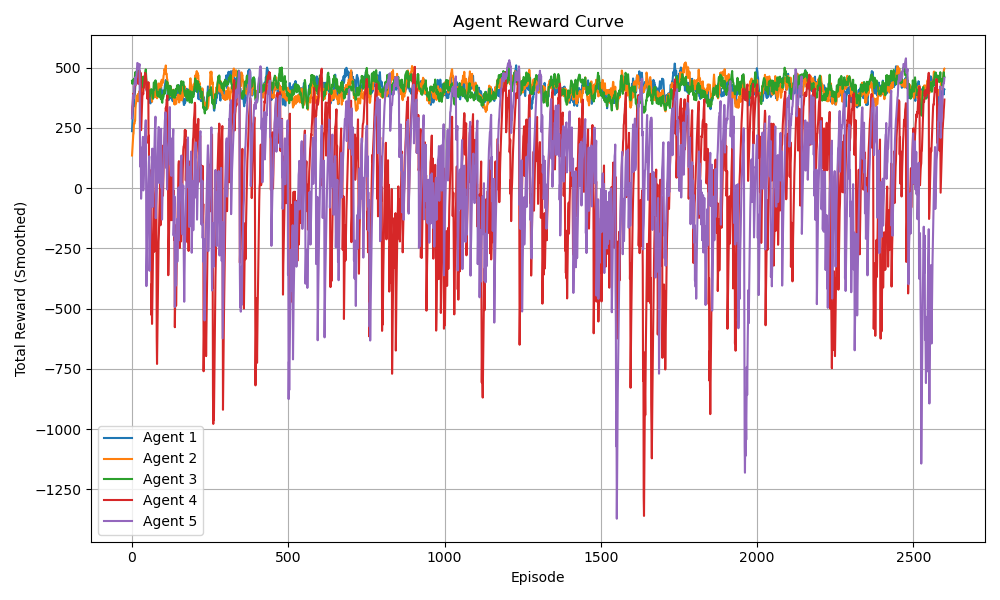 Agent Reward Curve
Total Reward (Smoothed)
500
250
0
−250
−500
−750
−1000
−1250
Agent 1
Agent 2
Agent 3
Agent 4
Agent 5
0 500 1000 1500 2000 2500
Episode